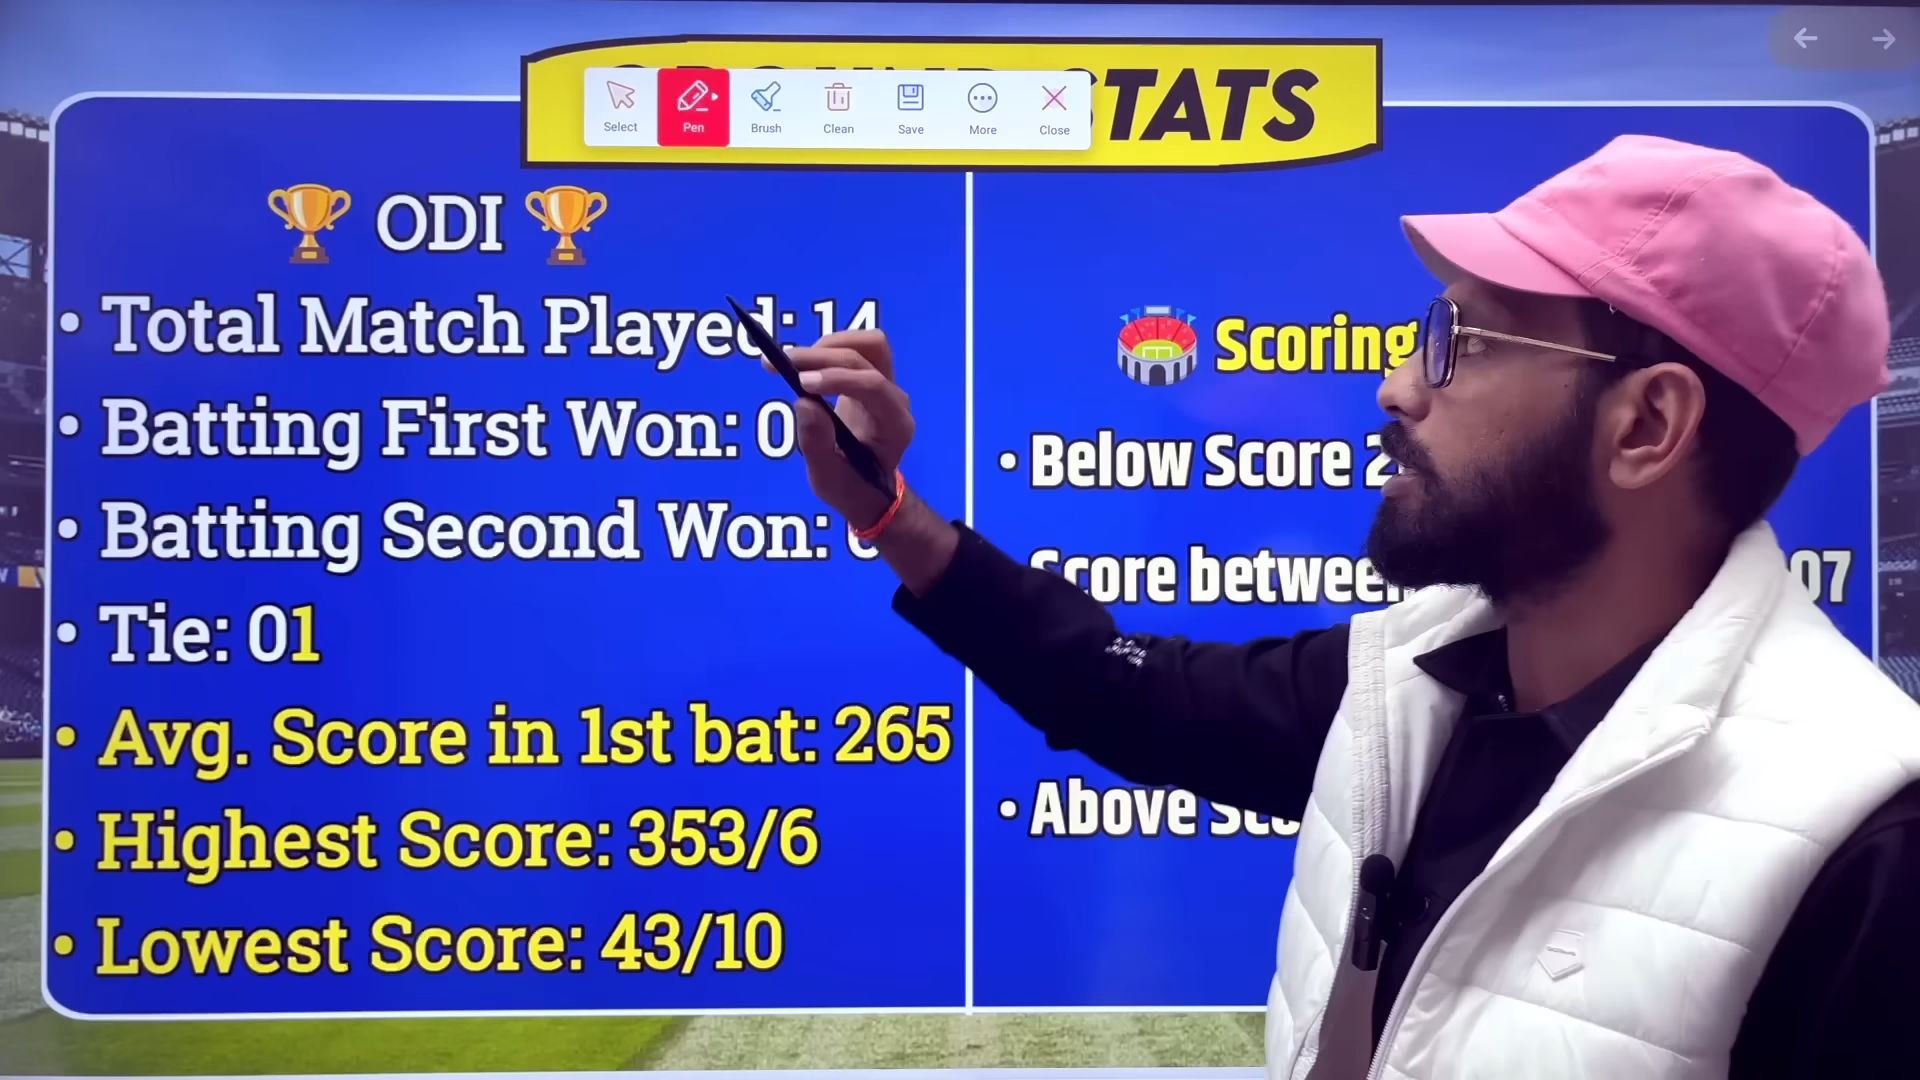 STATS
Select Pen Brush Clean Save More Close
ODI
• Total Match Played: 14
• Batting First Won:
• Batting Second Won:
• Tie: 01
• Avg. Score in 1st bat: 265
• Highest Score: 353/6
• Lowest Score: 43/10
Scoring
• Below Score
• Score between 07
• Above